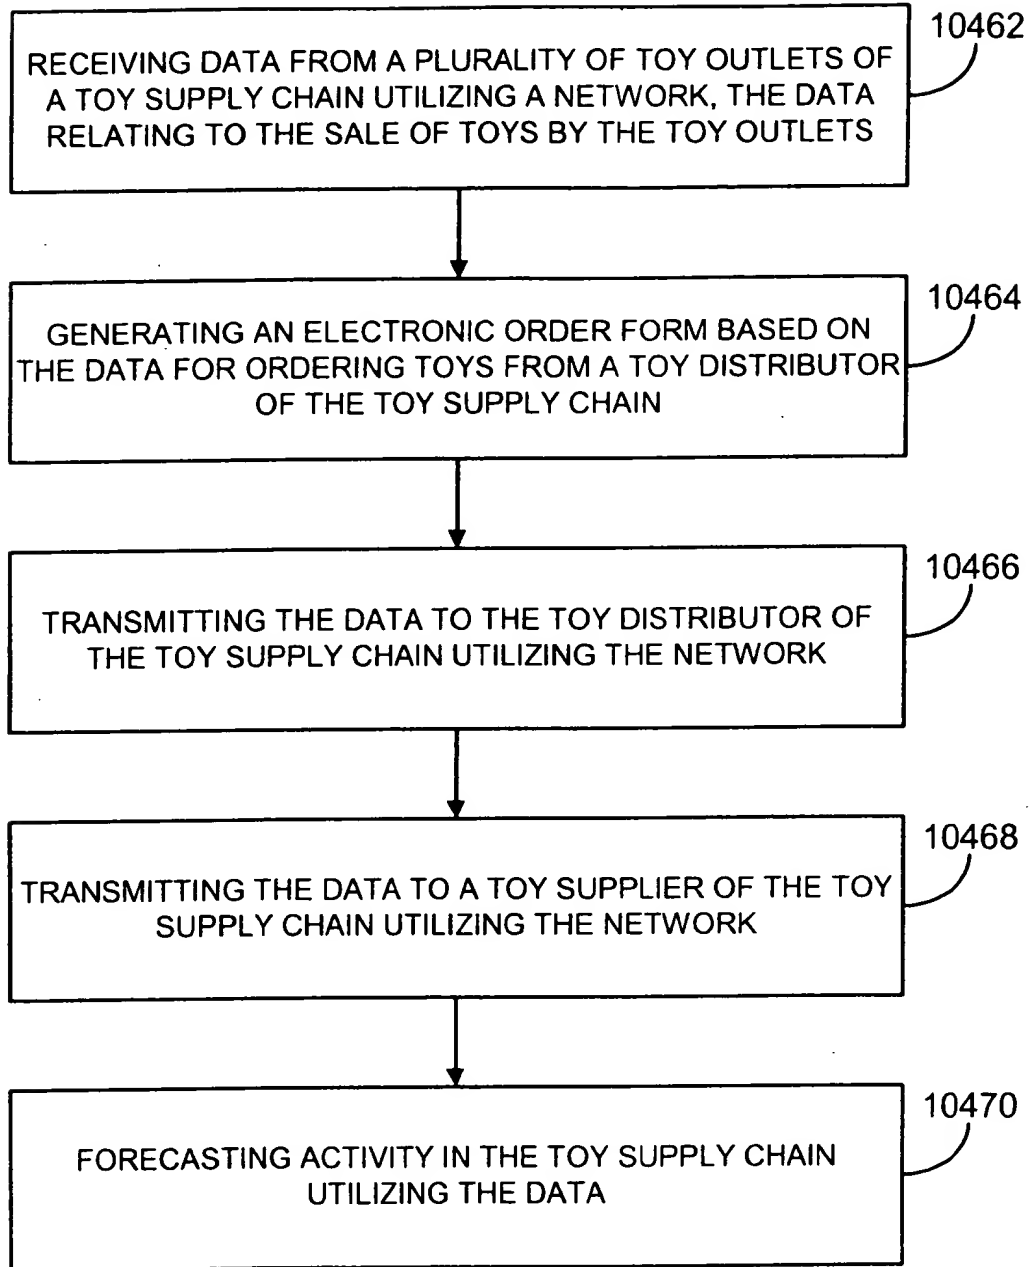 10462
RECEIVING DATA FROM A PLURALITY OF TOY OUTLETS OF
A TOY SUPPLY CHAIN UTILIZING A NETWORK, THE DATA
RELATING TO THE SALE OF TOYS BY THE TOY OUTLETS
10464
GENERATING AN ELECTRONIC ORDER FORM BASED ON
THE DATA FOR ORDERING TOYS FROM A TOY DISTRIBUTOR
OF THE TOY SUPPLY CHAIN
10466
TRANSMITTING THE DATA TO THE TOY DISTRIBUTOR OF
THE TOY SUPPLY CHAIN UTILIZING THE NETWORK
10468
TRANSMITTING THE DATA TO A TOY SUPPLIER OF THE TOY
SUPPLY CHAIN UTILIZING THE NETWORK
10470
FORECASTING ACTIVITY IN THE TOY SUPPLY CHAIN
UTILIZING THE DATA